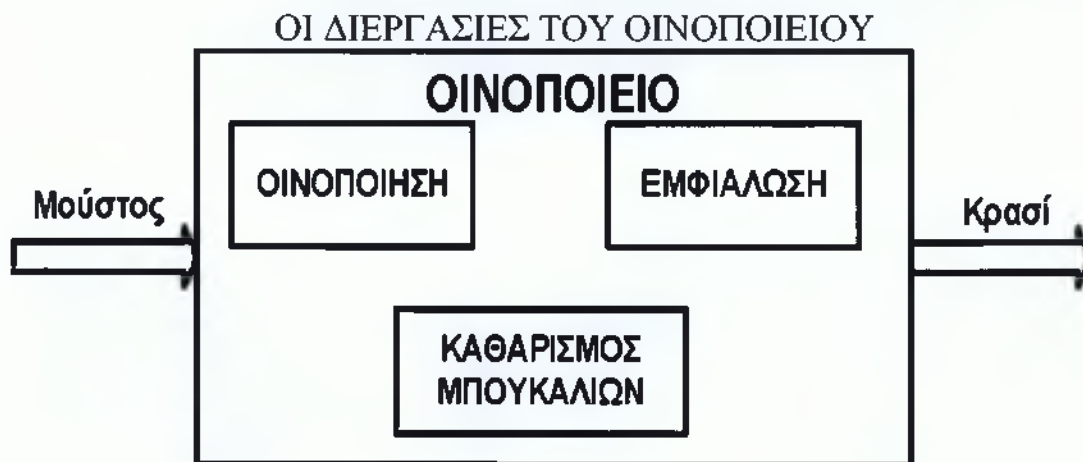 ΟΙ ΔΙΕΡΓΑΣΙΕΣ ΤΟΥ ΟΙΝΟΠΟΙΕΙΟΥ
ΟΙΝΟΠΟΙΕΙΟ
ΟΙΝΟΠΟΙΗΣΗ
ΕΜΦΙΑΛΩΣΗ
Μούστος
Κρασί
ΚΑΘΑΡΙΣΜΟΣ
ΜΠΟΥΚΑΛΙΩΝ